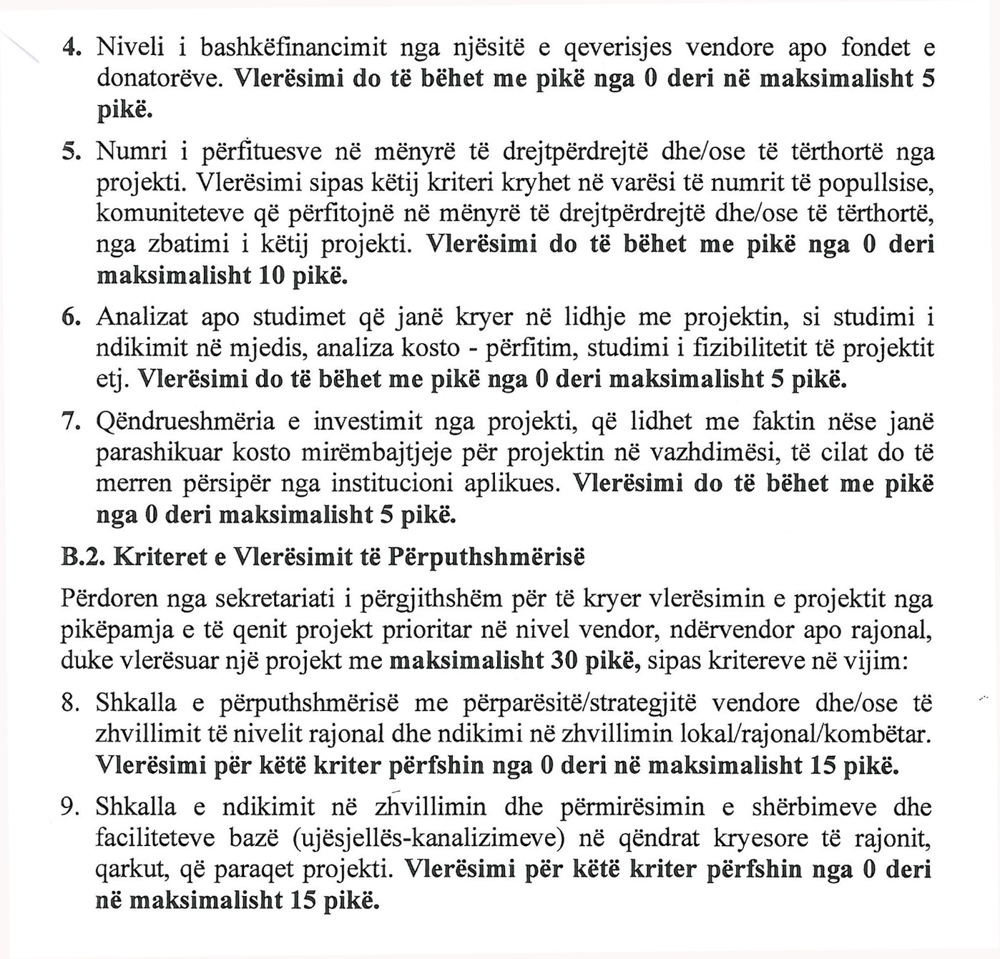 4. Niveli i bashkëfinancimit nga njësitë e qeverisjes vendore apo fondet e
donatorëve. Vlerësimi do të bëhet me pikë nga 0 deri në maksimalisht 5
pikë.
5. Numri i përfituesve në mënyrë të drejtpërdrejtë dhe/ose të tërthortë nga
projekti. Vlerësimi sipas këtij kriteri kryhet në varësi të numrit të popullsise,
komuniteteve që përfitojnë në mënyrë të drejtpërdrejtë dhe/ose të tërthortë,
nga zbatimi i këtij projekti. Vlerësimi do të bëhet me pikë nga 0 deri
maksimalisht 10 pikë.
6. Analizat apo studimet që janë kryer në lidhje me projektin, si studimi i
ndikimit në mjedis, analiza kosto - përfitim, studimi i fizibilitetit të projektit
etj. Vlerësimi do të bëhet me pikë nga 0 deri maksimalisht 5 pikë.
7. Qëndrueshmëria e investimit nga projekti, që lidhet me faktin nëse janë
parashikuar kosto mirëmbajtjeje për projektin në vazhdimësi, të cilat do të
merren përsipër nga institucioni aplikues. Vlerësimi do të bëhet me pikë
nga 0 deri maksimalisht 5 pikë.
B.2. Kriteret e Vlerësimit të Përputhshmërisë
Përdoren nga sekretariati i përgjithshëm për të kryer vlerësimin e projektit nga
pikëpamja e të qenit projekt prioritar në nivel vendor, ndërvendor apo rajonal,
duke vlerësuar një projekt me maksimalisht 30 pikë, sipas kritereve në vijim:
8. Shkalla e përputhshmërisë me përparësitë/strategjitë vendore dhe/ose të
zhvillimit të nivelit rajonal dhe ndikimi në zhvillimin lokal/rajonal/kombëtar.
Vlerësimi për këtë kriter përfshin nga 0 deri në maksimalisht 15 pikë.
9. Shkalla e ndikimit në zhvillimin dhe përmirësimin e shërbimeve dhe
faciliteteve bazë (ujësjellës-kanalizimeve) në qëndrat kryesore të rajonit,
qarkut, që paraqet projekti. Vlerësimi për këtë kriter përfshin nga 0 deri
në maksimalisht 15 pikë.